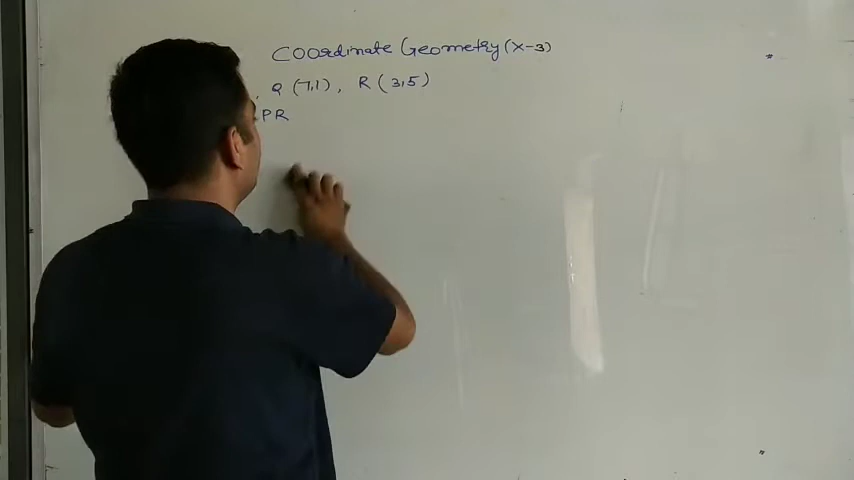 Coordinate Geometry (X-3)
, Q (7,1) , R (3,5)
PR